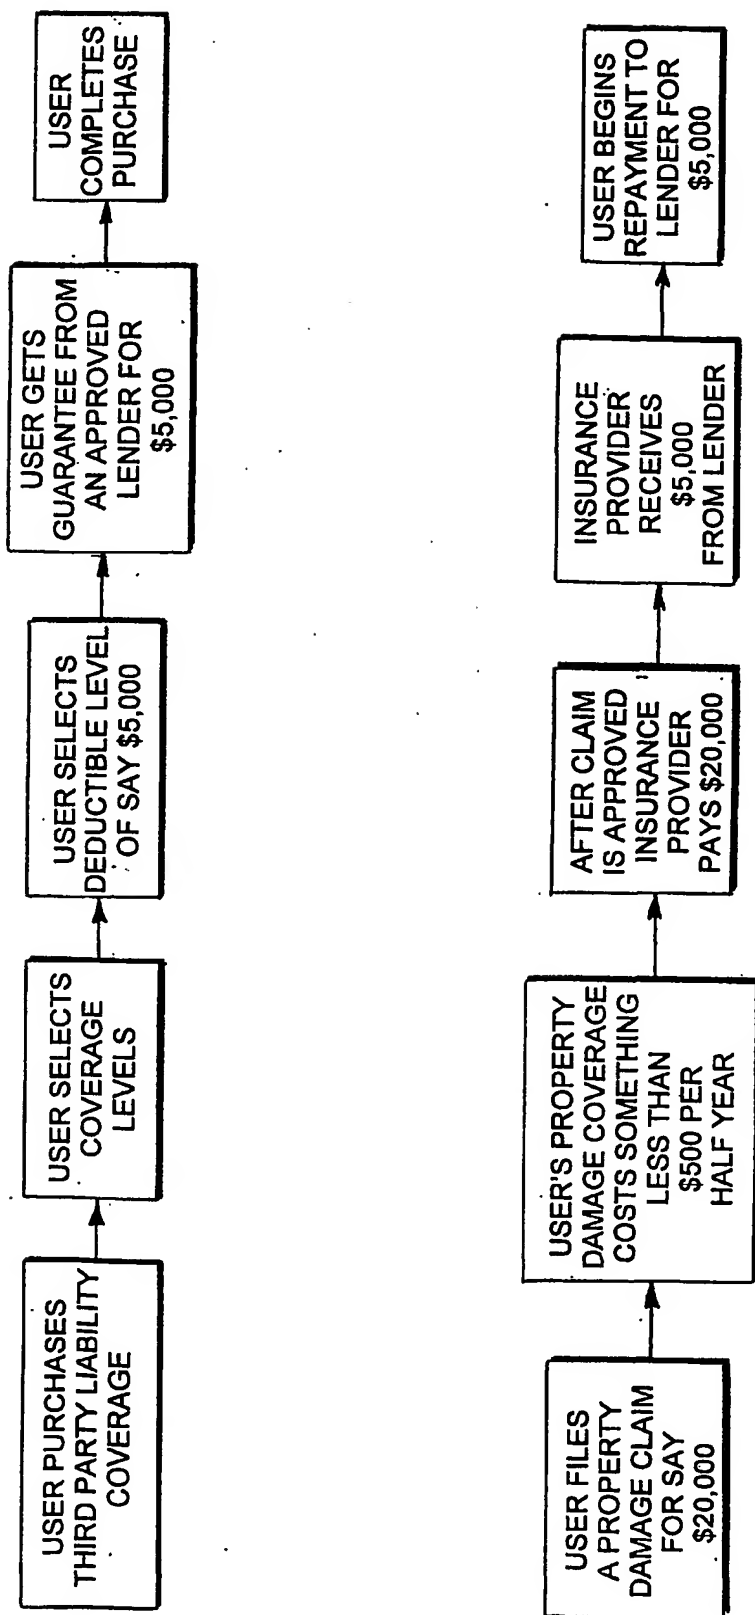 USER PURCHASES
THIRD PARTY LIABILITY
COVERAGE
USER SELECTS
COVERAGE
LEVELS
USER SELECTS
DEDUCTIBLE LEVEL
OF SAY $5,000
USER GETS
GUARANTEE FROM
AN APPROVED
LENDER FOR
$5,000
USER
COMPLETES
PURCHASE
USER FILES
A PROPERTY
DAMAGE CLAIM
FOR SAY
$20,000
USER'S PROPERTY
DAMAGE COVERAGE
COSTS SOMETHING
LESS THAN
$500 PER
HALF YEAR
AFTER CLAIM
IS APPROVED
INSURANCE
PROVIDER
PAYS $20,000
INSURANCE
PROVIDER
RECEIVES
$5,000
FROM LENDER
USER BEGINS
REPAYMENT TO
LENDER FOR
$5,000